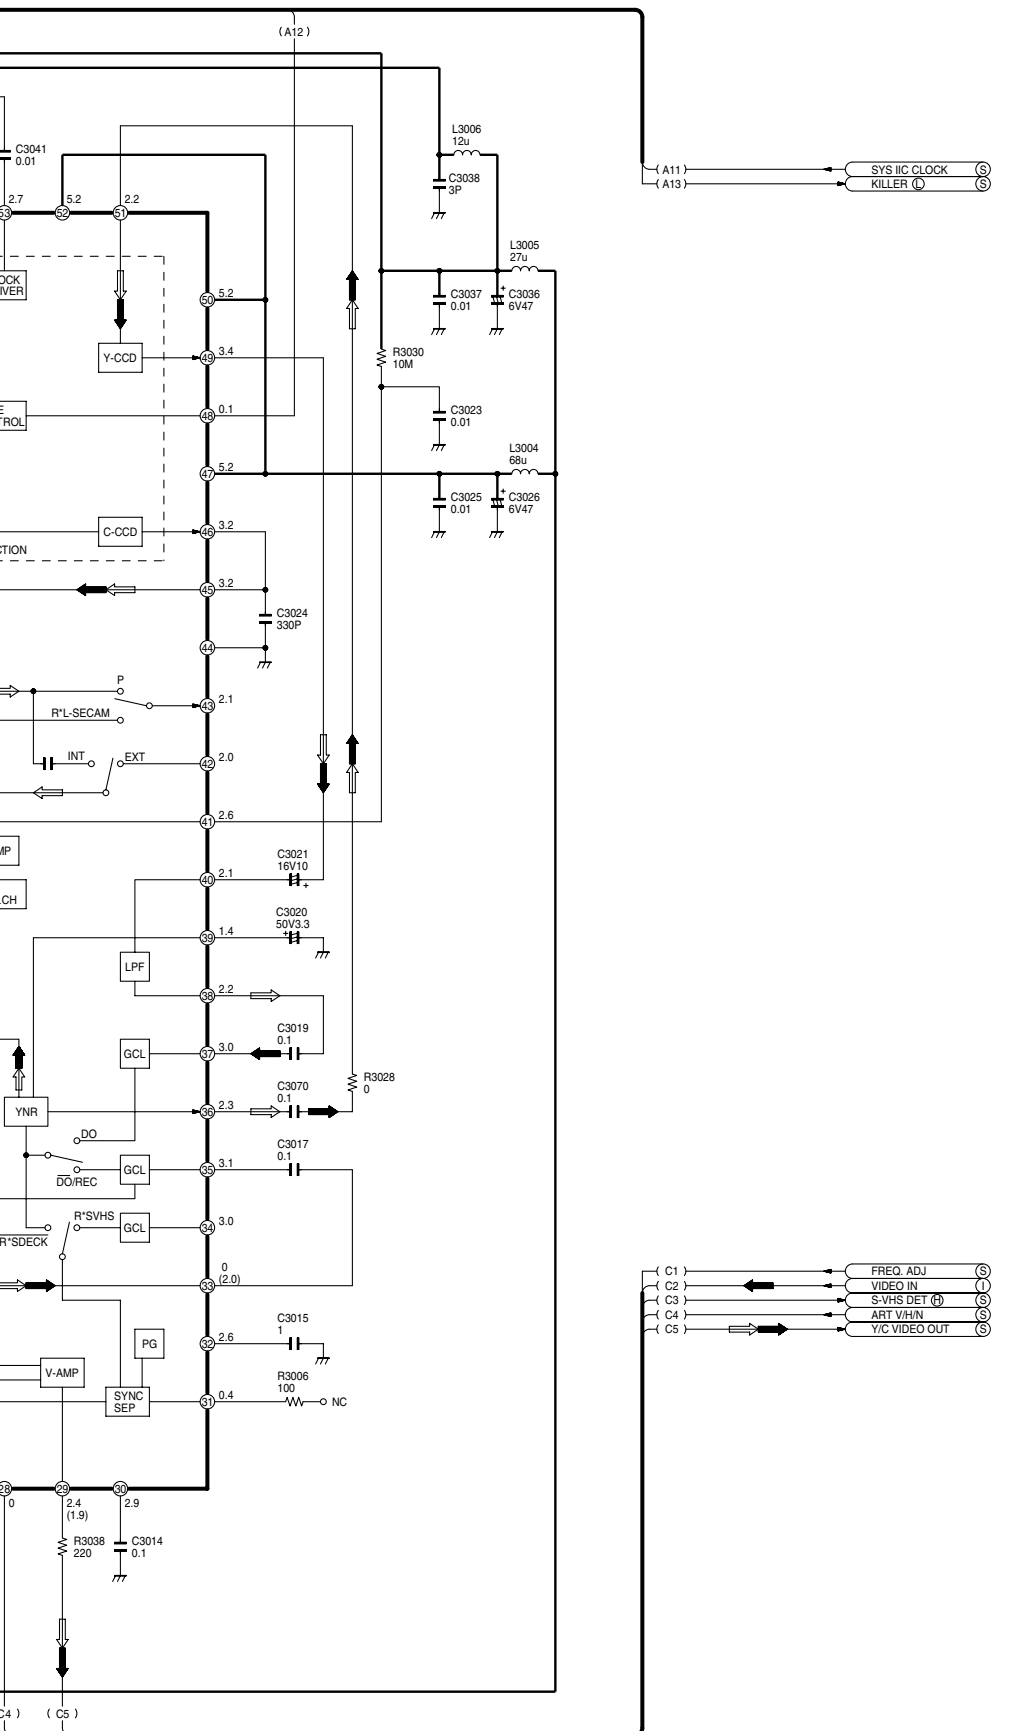 ( A12 )
L3006
12u
C3041
0.01
( A11 )
SYS IIC CLOCK
S
( A13 )
KILLER L
S
C3038
3P
2.7
5.2
2.2
53
52
51
L3005
27u
OCK
IVER
50
5.2
C3037
0.01
+
C3036
6V47
Y-CCD
49
3.4
R3030
10M
E
TROL
48
0.1
C3023
0.01
L3004
68u
47
5.2
C3025
0.01
+
C3026
6V47
C-CCD
46
3.2
CTION
45
3.2
C3024
330P
44
P
43
2.1
R*L-SECAM
INT
EXT
42
2.0
41
2.6
MP
C3021
16V10
+
40
2.1
LCH
C3020
50V3.3
+
39
1.4
LPF
38
2.2
C3019
0.1
GCL
37
3.0
R3028
0
C3070
0.1
YNR
36
2.3
DO
C3017
0.1
GCL
35
3.1
DO/REC
R*SVHS
GCL
34
3.0
R*SDECK
0
(2.0)
33
( C1 )
FREQ. ADJ
S
( C2 )
VIDEO IN
I
( C3 )
S-VHS DET H
S
( C4 )
ART V/H/N
S
( C5 )
Y/C VIDEO OUT
S
C3015
1
PG
32
2.6
V-AMP
R3006
100
SYNC
SEP
31
0.4
NC
28
29
30
0
2.4
(1.9)
2.9
R3038
220
C3014
0.1
C4 )
( C5 )